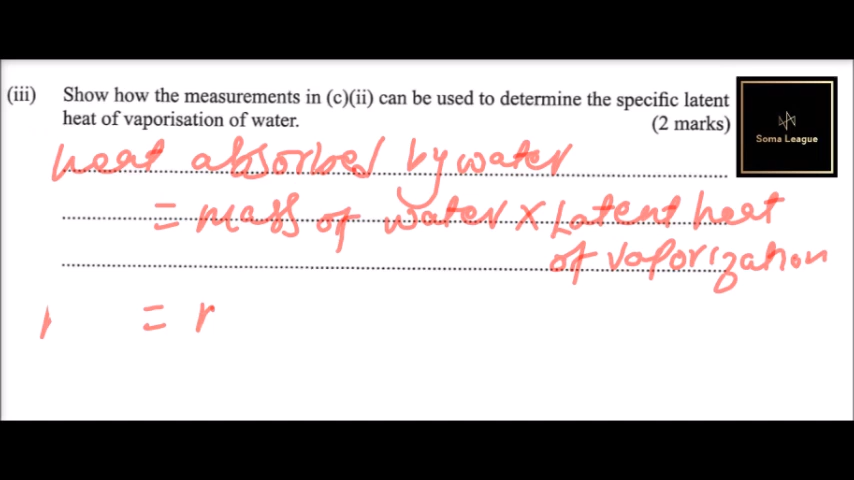 (iii) Show how the measurements in (c)(ii) can be used to determine the specific latent
heat of vaporisation of water. (2 marks)
Soma League
heat absorbed by water
= mass of water x Latent heat
of vaporization
=